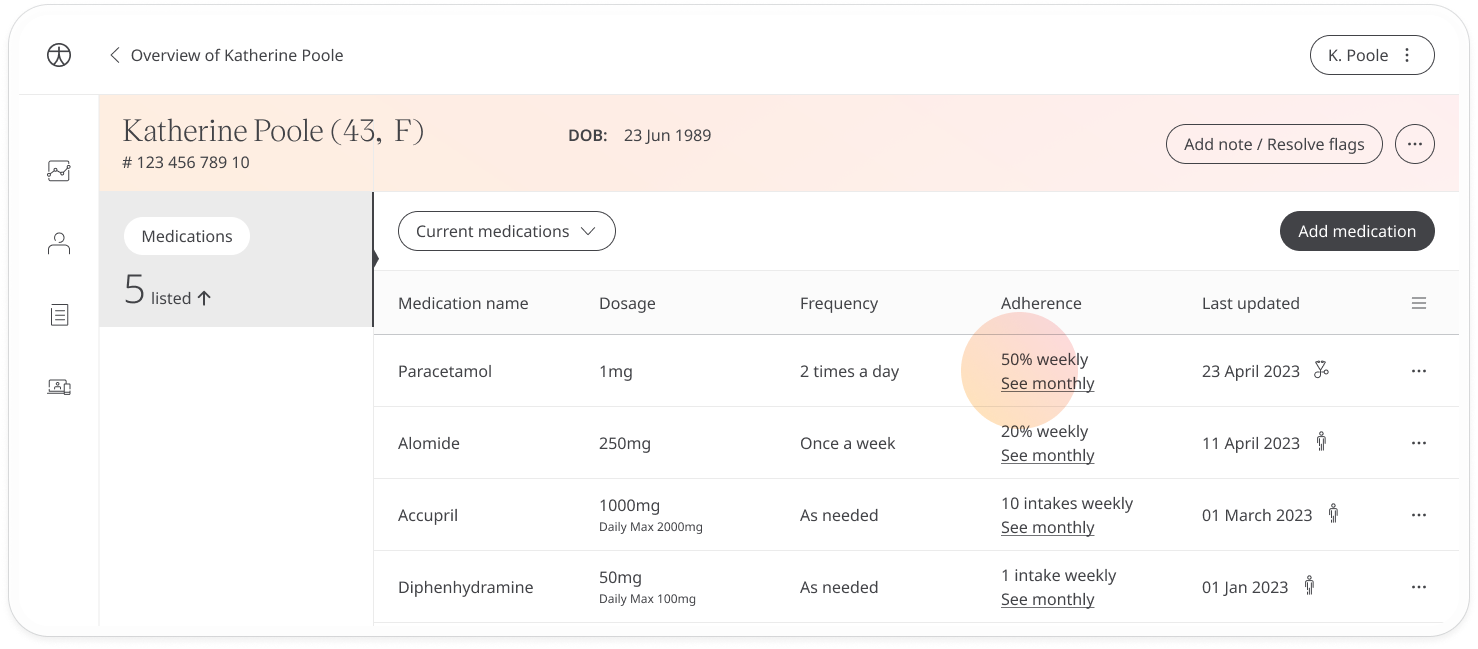 Overview of Katherine Poole
K. Poole
Katherine Poole (43, F)
# 123 456 789 10
DOB: 23 Jun 1989
Add note / Resolve flags
Medications
5 listed
Current medications
Add medication
Medication name Dosage Frequency Adherence Last updated
Paracetamol 1mg 2 times a day 50% weekly See monthly 23 April 2023
Alomide 250mg Once a week 20% weekly See monthly 11 April 2023
Accupril 1000mg Daily Max 2000mg As needed 10 intakes weekly See monthly 01 March 2023
Diphenhydramine 50mg Daily Max 100mg As needed 1 intake weekly See monthly 01 Jan 2023